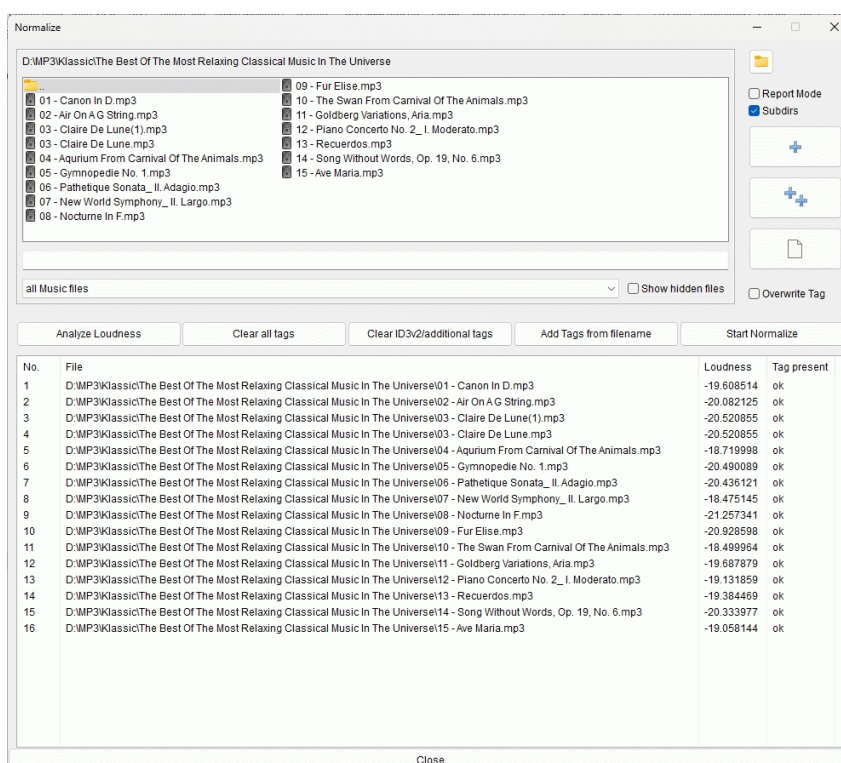 Normalize
D:\MP3\Klassic\The Best Of The Most Relaxing Classical Music In The Universe
..
01 - Canon In D.mp3
02 - Air On A G String.mp3
03 - Claire De Lune(1).mp3
03 - Claire De Lune.mp3
04 - Aqurium From Carnival Of The Animals.mp3
05 - Gymnopedie No. 1.mp3
06 - Pathetique Sonata_ II. Adagio.mp3
07 - New World Symphony_ II. Largo.mp3
08 - Nocturne In F.mp3
09 - Fur Elise.mp3
10 - The Swan From Carnival Of The Animals.mp3
11 - Goldberg Variations, Aria.mp3
12 - Piano Concerto No. 2_ I. Moderato.mp3
13 - Recuerdos.mp3
14 - Song Without Words, Op. 19, No. 6.mp3
15 - Ave Maria.mp3
Report Mode
Subdirs
all Music files
Show hidden files
Overwrite Tag
Analyze Loudness Clear all tags Clear ID3v2/additional tags Add Tags from filename Start Normalize
No. File Loudness Tag present
1 D:\MP3\Klassic\The Best Of The Most Relaxing Classical Music In The Universe\01 - Canon In D.mp3 -19.608514 ok
2 D:\MP3\Klassic\The Best Of The Most Relaxing Classical Music In The Universe\02 - Air On A G String.mp3 -20.082125 ok
3 D:\MP3\Klassic\The Best Of The Most Relaxing Classical Music In The Universe\03 - Claire De Lune(1).mp3 -20.520855 ok
4 D:\MP3\Klassic\The Best Of The Most Relaxing Classical Music In The Universe\03 - Claire De Lune.mp3 -20.520855 ok
5 D:\MP3\Klassic\The Best Of The Most Relaxing Classical Music In The Universe\04 - Aqurium From Carnival Of The Animals.mp3 -18.719998 ok
6 D:\MP3\Klassic\The Best Of The Most Relaxing Classical Music In The Universe\05 - Gymnopedie No. 1.mp3 -20.490089 ok
7 D:\MP3\Klassic\The Best Of The Most Relaxing Classical Music In The Universe\06 - Pathetique Sonata_ II. Adagio.mp3 -20.436121 ok
8 D:\MP3\Klassic\The Best Of The Most Relaxing Classical Music In The Universe\07 - New World Symphony_ II. Largo.mp3 -18.475145 ok
9 D:\MP3\Klassic\The Best Of The Most Relaxing Classical Music In The Universe\08 - Nocturne In F.mp3 -21.257341 ok
10 D:\MP3\Klassic\The Best Of The Most Relaxing Classical Music In The Universe\09 - Fur Elise.mp3 -20.928598 ok
11 D:\MP3\Klassic\The Best Of The Most Relaxing Classical Music In The Universe\10 - The Swan From Carnival Of The Animals.mp3 -18.499964 ok
12 D:\MP3\Klassic\The Best Of The Most Relaxing Classical Music In The Universe\11 - Goldberg Variations, Aria.mp3 -19.687879 ok
13 D:\MP3\Klassic\The Best Of The Most Relaxing Classical Music In The Universe\12 - Piano Concerto No. 2_ I. Moderato.mp3 -19.131859 ok
14 D:\MP3\Klassic\The Best Of The Most Relaxing Classical Music In The Universe\13 - Recuerdos.mp3 -19.384469 ok
15 D:\MP3\Klassic\The Best Of The Most Relaxing Classical Music In The Universe\14 - Song Without Words, Op. 19, No. 6.mp3 -20.333977 ok
16 D:\MP3\Klassic\The Best Of The Most Relaxing Classical Music In The Universe\15 - Ave Maria.mp3 -19.058144 ok
Close